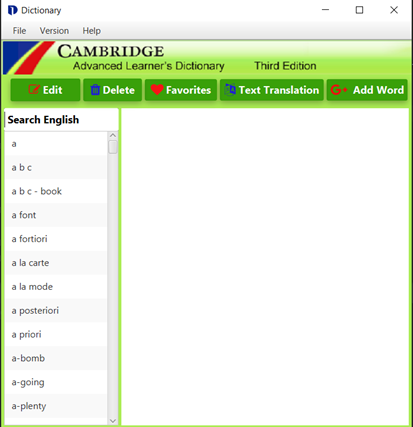 Dictionary
File Version Help
CAMBRIDGE
Advanced Learner's Dictionary Third Edition
Edit Delete Favorites Text Translation G+ Add Word
Search English
a
a b c
a b c - book
a font
a fortiori
a la carte
a la mode
a posteriori
a priori
a-bomb
a-going
a-plenty